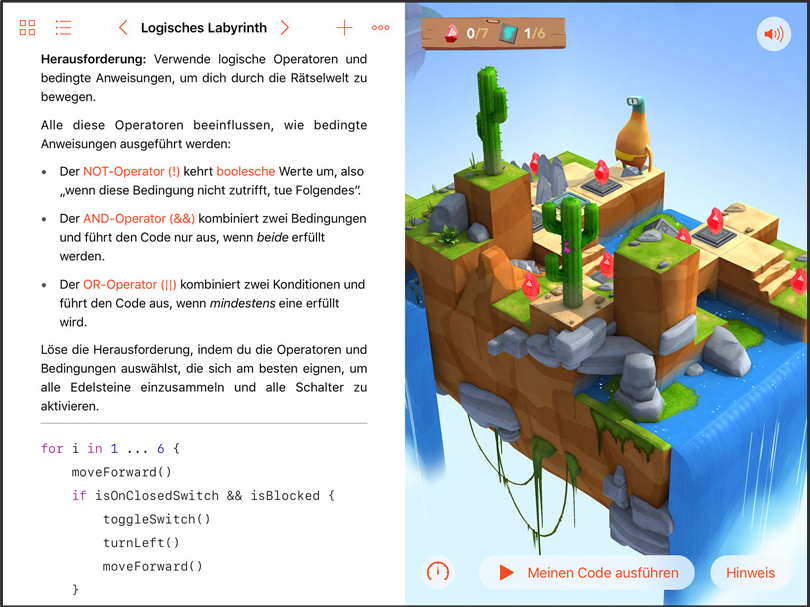 Logisches Labyrinth
Herausforderung: Verwende logische Operatoren und
bedingte Anweisungen, um dich durch die Rätselwelt zu
bewegen.
Alle diese Operatoren beeinflussen, wie bedingte
Anweisungen ausgeführt werden:
• Der NOT-Operator (!) kehrt boolesche Werte um, also
„wenn diese Bedingung nicht zutrifft, tue Folgendes“.
• Der AND-Operator (&&) kombiniert zwei Bedingungen
und führt den Code nur aus, wenn beide erfüllt
werden.
• Der OR-Operator (||) kombiniert zwei Konditionen und
führt den Code aus, wenn mindestens eine erfüllt
wird.
Löse die Herausforderung, indem du die Operatoren und
Bedingungen auswählst, die sich am besten eignen, um
alle Edelsteine einzusammeln und alle Schalter zu
aktivieren.
for i in 1 ... 6 {
moveForward()
if isOnClosedSwitch && isBlocked {
toggleSwitch()
turnLeft()
moveForward()
}
0/7 1/6
Meinen Code ausführen
Hinweis